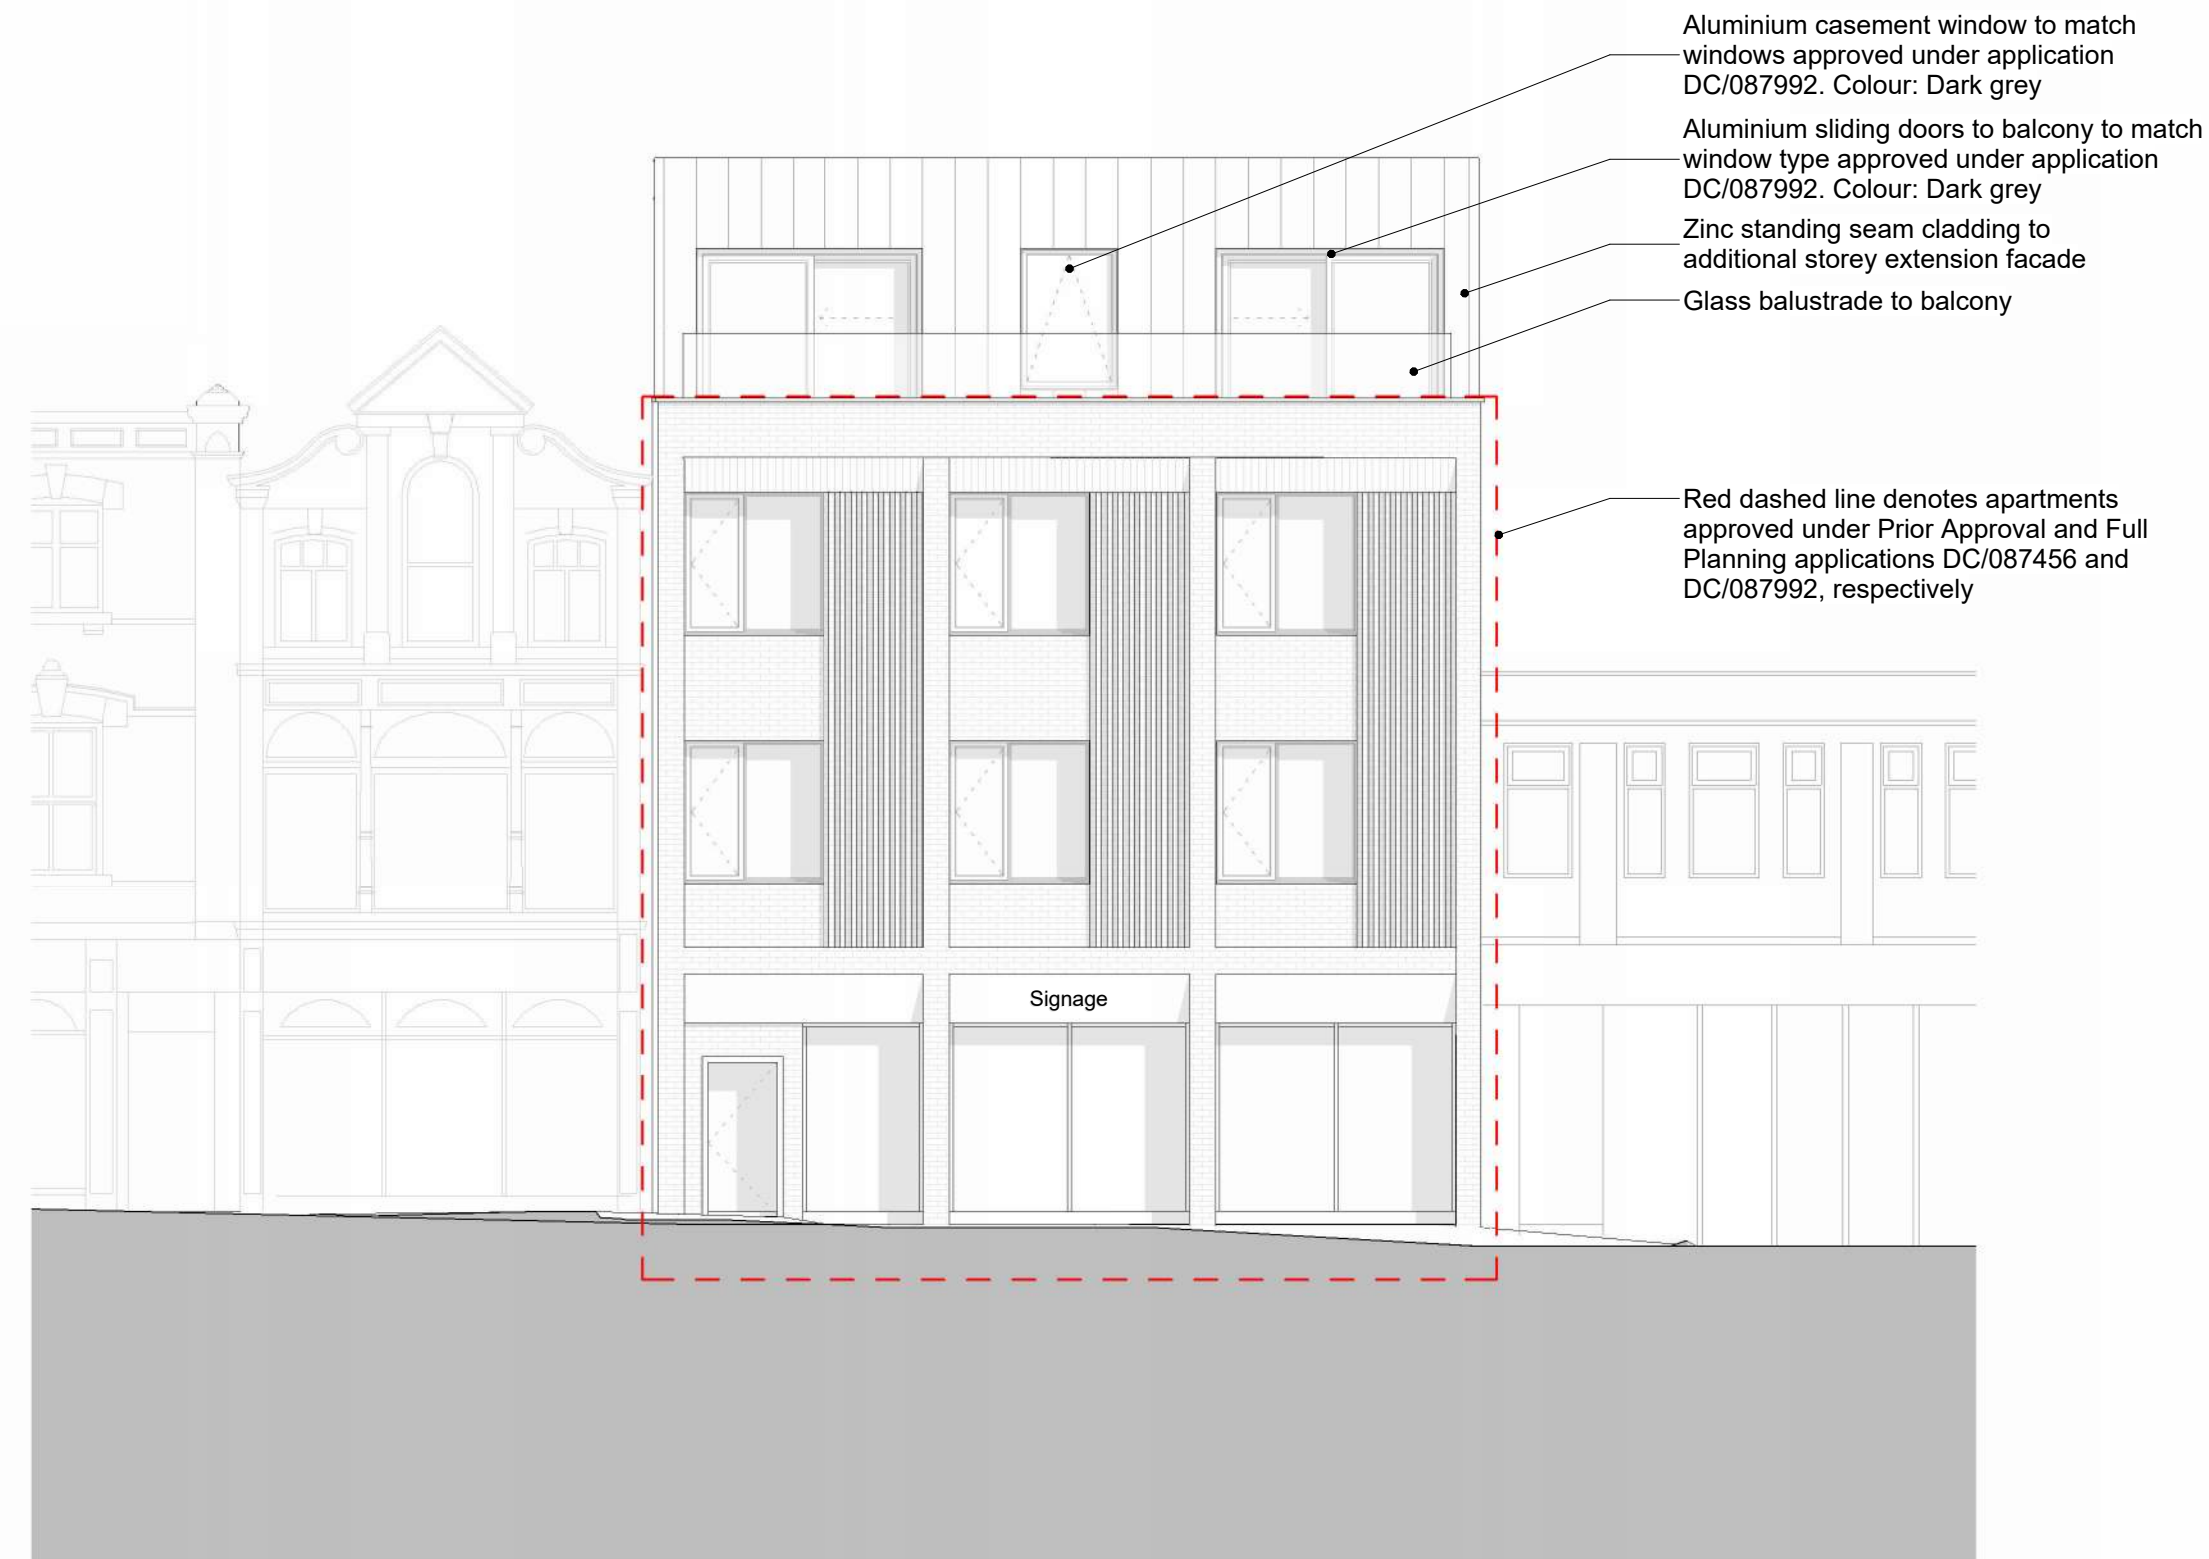 Aluminium casement window to match
windows approved under application
DC/087992. Colour: Dark grey
Aluminium sliding doors to balcony to match
window type approved under application
DC/087992. Colour: Dark grey
Zinc standing seam cladding to
additional storey extension facade
Glass balustrade to balcony
Red dashed line denotes apartments
approved under Prior Approval and Full
Planning applications DC/087456 and
DC/087992, respectively
Signage